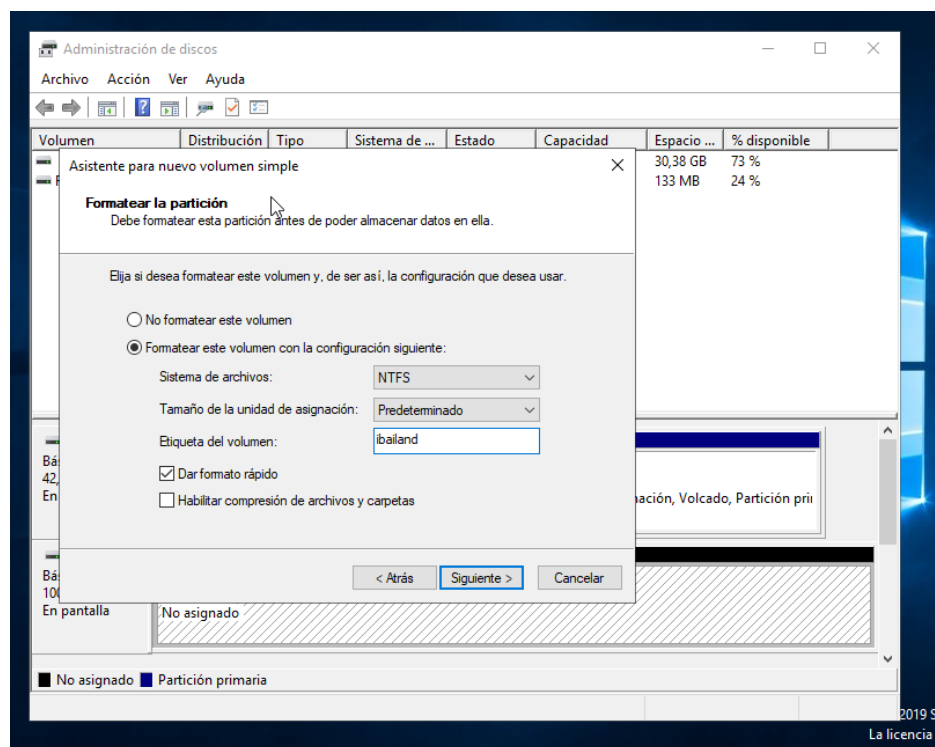 Administración de discos
Archivo Acción Ver Ayuda
Volumen Distribución Tipo Sistema de ... Estado Capacidad Espacio ... % disponible
30,38 GB 73 %
133 MB 24 %
Asistente para nuevo volumen simple
Formatear la partición
Debe formatear esta partición antes de poder almacenar datos en ella.
Elija si desea formatear este volumen y, de ser así, la configuración que desea usar.
No formatear este volumen
Formatear este volumen con la configuración siguiente:
Sistema de archivos: NTFS
Tamaño de la unidad de asignación: Predeterminado
Etiqueta del volumen: ibailand
Dar formato rápido
Habilitar compresión de archivos y carpetas
< Atrás Siguiente > Cancelar
Bá
42,
En
ación, Volcado, Partición pri
Bá
10
En pantalla
No asignado
No asignado Partición primaria
2019 S
La licencia